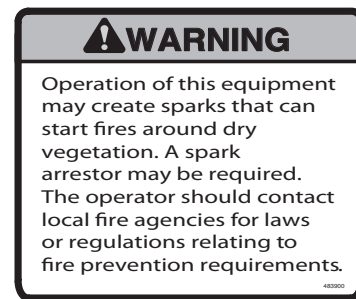 WARNING
Operation of this equipment
may create sparks that can
start fires around dry
vegetation. A spark
arrestor may be required.
The operator should contact
local fire agencies for laws
or regulations relating to
fire prevention requirements.
483900